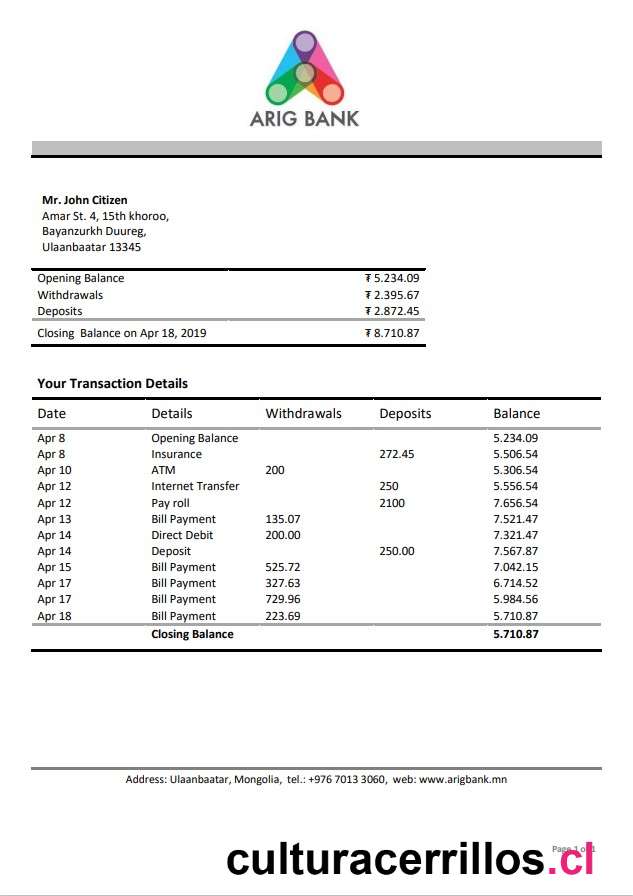 ARIG BANK
Mr. John Citizen
Amar St. 4, 15th khoroo,
Bayanzurkh Duureg,
Ulaanbaatar 13345
Opening Balance ₮ 5.234.09
Withdrawals ₮ 2.395.67
Deposits ₮ 2.872.45
Closing Balance on Apr 18, 2019 ₮ 8.710.87
Your Transaction Details
Date Details Withdrawals Deposits Balance
Apr 8 Opening Balance 5.234.09
Apr 8 Insurance 272.45 5.506.54
Apr 10 ATM 200 5.306.54
Apr 12 Internet Transfer 250 5.556.54
Apr 12 Pay roll 2100 7.656.54
Apr 13 Bill Payment 135.07 7.521.47
Apr 14 Direct Debit 200.00 7.321.47
Apr 14 Deposit 250.00 7.567.87
Apr 15 Bill Payment 525.72 7.042.15
Apr 17 Bill Payment 327.63 6.714.52
Apr 17 Bill Payment 729.96 5.984.56
Apr 18 Bill Payment 223.69 5.710.87
Closing Balance 5.710.87
Address: Ulaanbaatar, Mongolia, tel.: +976 7013 3060, web: www.arigbank.mn
Page 1 of 1
culturacerrillos.cl